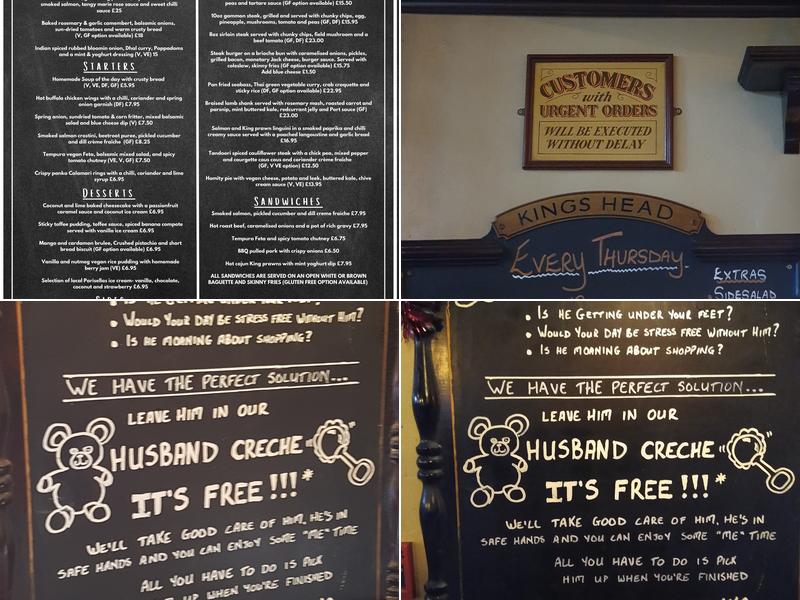 smoked salmon, tangy marie rose sauce and sweet chilli
sauce £25
Baked rosemary & garlic camembert, balsamic onions,
sun-dried tomatoes and warm crusty bread
(V, GF option available) £18
Indian spiced rubbed bloomin onion, Dhal curry, Poppadoms
and a mint & yoghurt dressing (V, VE) 15
STARTERS
Homemade Soup of the day with crusty bread
(V, VE, DF, GF) £5.95
Hot buffalo chicken wings with a chilli, coriander and spring
onion garnish (DF) £7.95
Spring onion, sundried tomato & corn fritter, mixed balsamic
salad and blue cheese dip (V) £7.50
Smoked salmon crostini, beetroot puree, pickled cucumber
and dill crème fraiche (GF) £8.25
Tempura vegan Feta, balsamic mixed salad, and spicy
tomato chutney (VE, V, GF) £7.50
Crispy panko Calamari rings with a chilli, coriander and lime
syrup £6.95
DESSERTS
Coconut and lime baked cheesecake with a passionfruit
caramel sauce and coconut ice cream £6.95
Sticky toffee pudding, toffee sauce, spiced banana compote
served with vanilla ice cream £6.95
Mango and cardamon brulee, Crushed pistachio and short
bread biscuit (GF option available) £6.95
Vanilla and nutmeg vegan rice pudding with homemade
berry jam (VE) £6.95
Selection of local Parisellas ice cream- vanilla, chocolate,
coconut and strawberry £6.95
peas and tartare sauce (GF option available) £15.50
10oz gammon steak, grilled and served with chunky chips, egg,
pineapple, mushrooms, tomato and peas (GF, DF) £15.95
8oz sirloin steak served with chunky chips, field mushroom and a
beef tomato (GF, DF) £23.00
Steak burger on a brioche bun with caramelised onions, pickles,
grilled bacon, monetary Jack cheese, burger sauce. Served with
coleslaw, skinny fries (GF option available) £15.75
Add blue cheese £1.50
Pan fried seabass, Thai green vegetable curry, crab croquette and
sticky rice (DF, GF option available) £22.95
Braised lamb shank served with rosemary mash, roasted carrot and
parsnip, mint buttered kale, redcurrent jelly and Port sauce (GF)
£23.00
Salmon and King prawn linguini in a smoked paprika and chilli
creamy sauce served with a poached langoustine and garlic bread
£16.95
Tandoori spiced cauliflower steak with a chick pea, mixed pepper
and courgette cous cous and coriander crème fraiche
(GF, V VE option) £12.50
Homity pie with vegan cheese, potato and leek, buttered kale, chive
cream sauce (V, VE) £13.95
SANDWICHES
Smoked salmon, pickled cucumber and dill creme fraiche £7.95
Hot roast beef, caramelised onions and a pot of rich gravy £7.95
Tempura Feta and spicy tomato chutney £6.75
BBQ pulled pork with crispy onions £6.50
Hot cajun King prawns with mint yoghurt dip £7.95
ALL SANDWICHES ARE SERVED ON AN OPEN WHITE OR BROWN
BAGUETTE AND SKINNY FRIES (GLUTEN FREE OPTION AVAILABLE)
CUSTOMERS
with
URGENT ORDERS
WILL BE EXECUTED
WITHOUT DELAY
KINGS HEAD
EVERY THURSDAY
EXTRAS
SIDESALAD
• IS HE GETTING UNDER YOUR FEET?
• WOULD YOUR DAY BE STRESS FREE WITHOUT HIM?
• IS HE MOANING ABOUT SHOPPING?
WE HAVE THE PERFECT SOLUTION...
LEAVE HIM IN OUR
HUSBAND CRECHE
IT'S FREE!!!*
WE'LL TAKE GOOD CARE OF HIM, HE'S IN
SAFE HANDS AND YOU CAN ENJOY SOME "ME" TIME
ALL YOU HAVE TO DO IS PICK
HIM UP WHEN YOU'RE FINISHED
• IS HE GETTING UNDER YOUR FEET?
• WOULD YOUR DAY BE STRESS FREE WITHOUT HIM?
• IS HE MOANING ABOUT SHOPPING?
WE HAVE THE PERFECT SOLUTION...
LEAVE HIM IN OUR
HUSBAND CRECHE
IT'S FREE!!!*
WE'LL TAKE GOOD CARE OF HIM, HE'S IN
SAFE HANDS AND YOU CAN ENJOY SOME "ME" TIME
ALL YOU HAVE TO DO IS PICK
HIM UP WHEN YOU'RE FINISHED